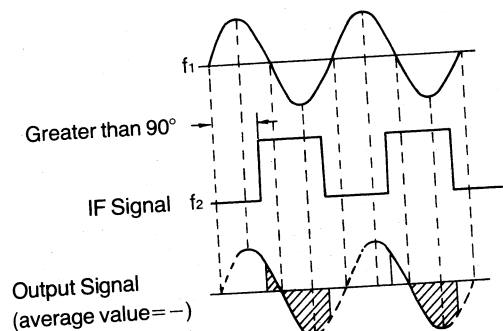 f1
Greater than 90°
IF Signal f2
Output Signal
(average value=−)